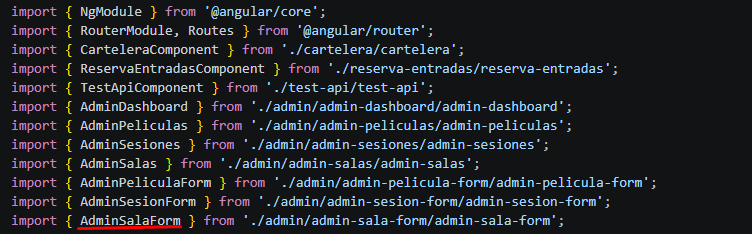 import { NgModule } from '@angular/core';
import { RouterModule, Routes } from '@angular/router';
import { CarteleraComponent } from './cartelera/cartelera';
import { ReservaEntradasComponent } from './reserva-entradas/reserva-entradas';
import { TestApiComponent } from './test-api/test-api';
import { AdminDashboard } from './admin/admin-dashboard/admin-dashboard';
import { AdminPeliculas } from './admin/admin-peliculas/admin-peliculas';
import { AdminSesiones } from './admin/admin-sesiones/admin-sesiones';
import { AdminSalas } from './admin/admin-salas/admin-salas';
import { AdminPeliculaForm } from './admin/admin-pelicula-form/admin-pelicula-form';
import { AdminSesionForm } from './admin/admin-sesion-form/admin-sesion-form';
import { AdminSalaForm } from './admin/admin-sala-form/admin-sala-form';